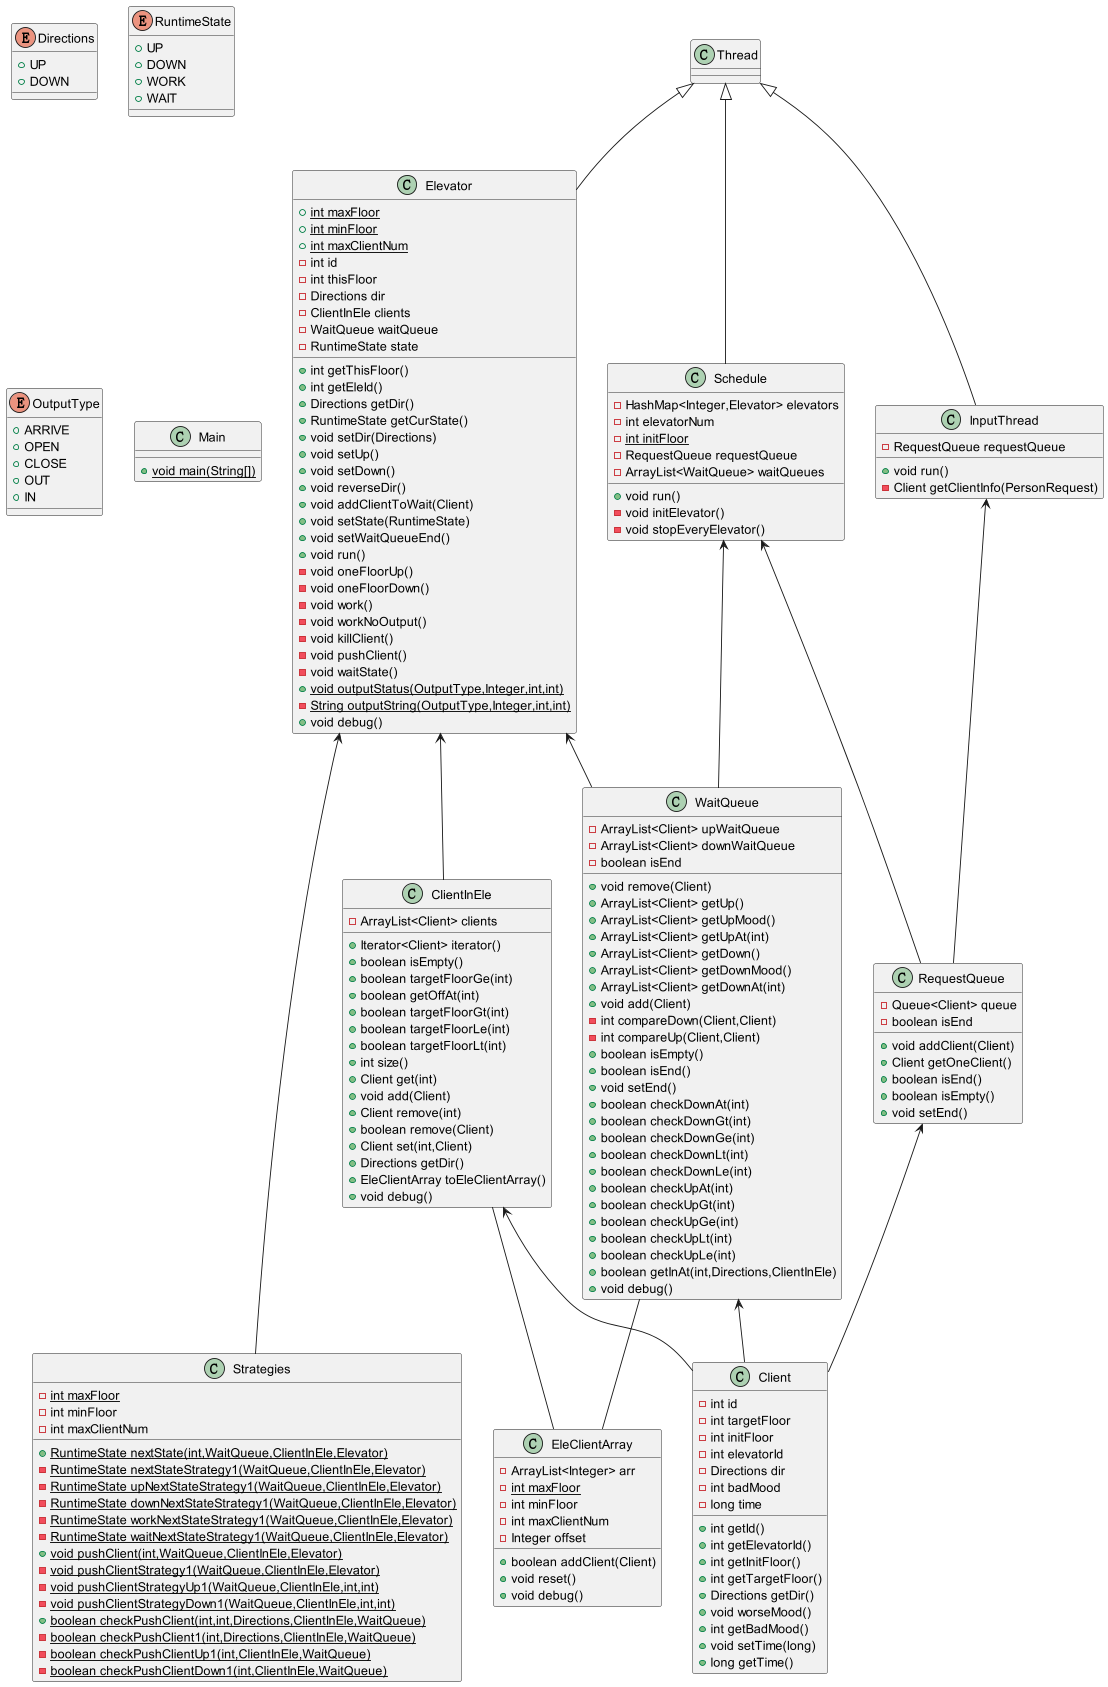 E Directions
UP
DOWN
E RuntimeState
UP
DOWN
WORK
WAIT
C Thread
C Elevator
int maxFloor
int minFloor
int maxClientNum
int id
int thisFloor
Directions dir
ClientInEle clients
WaitQueue waitQueue
RuntimeState state
int getThisFloor()
int getEleId()
Directions getDir()
RuntimeState getCurState()
void setDir(Directions)
void setUp()
void setDown()
void reverseDir()
void addClientToWait(Client)
void setState(RuntimeState)
void setWaitQueueEnd()
void run()
void oneFloorUp()
void oneFloorDown()
void work()
void workNoOutput()
void killClient()
void pushClient()
void waitState()
void outputStatus(OutputType,Integer,int,int)
String outputString(OutputType,Integer,int,int)
void debug()
C Schedule
HashMap<Integer,Elevator> elevators
int elevatorNum
int initFloor
RequestQueue requestQueue
ArrayList<WaitQueue> waitQueues
void run()
void initElevator()
void stopEveryElevator()
C InputThread
RequestQueue requestQueue
void run()
Client getClientInfo(PersonRequest)
E OutputType
ARRIVE
OPEN
CLOSE
OUT
IN
C Main
void main(String[])
C WaitQueue
ArrayList<Client> upWaitQueue
ArrayList<Client> downWaitQueue
boolean isEnd
void remove(Client)
ArrayList<Client> getUp()
ArrayList<Client> getUpMood()
ArrayList<Client> getUpAt(int)
ArrayList<Client> getDown()
ArrayList<Client> getDownMood()
ArrayList<Client> getDownAt(int)
void add(Client)
int compareDown(Client,Client)
int compareUp(Client,Client)
boolean isEmpty()
boolean isEnd()
void setEnd()
boolean checkDownAt(int)
boolean checkDownGt(int)
boolean checkDownGe(int)
boolean checkDownLt(int)
boolean checkDownLe(int)
boolean checkUpAt(int)
boolean checkUpGt(int)
boolean checkUpGe(int)
boolean checkUpLt(int)
boolean checkUpLe(int)
boolean getInAt(int,Directions,ClientInEle)
void debug()
C ClientInEle
ArrayList<Client> clients
Iterator<Client> iterator()
boolean isEmpty()
boolean targetFloorGe(int)
boolean getOffAt(int)
boolean targetFloorGt(int)
boolean targetFloorLe(int)
boolean targetFloorLt(int)
int size()
Client get(int)
void add(Client)
Client remove(int)
boolean remove(Client)
Client set(int,Client)
Directions getDir()
EleClientArray toEleClientArray()
void debug()
C RequestQueue
Queue<Client> queue
boolean isEnd
void addClient(Client)
Client getOneClient()
boolean isEnd()
boolean isEmpty()
void setEnd()
C Strategies
int maxFloor
int minFloor
int maxClientNum
RuntimeState nextState(int,WaitQueue,ClientInEle,Elevator)
RuntimeState nextStateStrategy1(WaitQueue,ClientInEle,Elevator)
RuntimeState upNextStateStrategy1(WaitQueue,ClientInEle,Elevator)
RuntimeState downNextStateStrategy1(WaitQueue,ClientInEle,Elevator)
RuntimeState workNextStateStrategy1(WaitQueue,ClientInEle,Elevator)
RuntimeState waitNextStateStrategy1(WaitQueue,ClientInEle,Elevator)
void pushClient(int,WaitQueue,ClientInEle,Elevator)
void pushClientStrategy1(WaitQueue,ClientInEle,Elevator)
void pushClientStrategyUp1(WaitQueue,ClientInEle,int,int)
void pushClientStrategyDown1(WaitQueue,ClientInEle,int,int)
boolean checkPushClient(int,int,Directions,ClientInEle,WaitQueue)
boolean checkPushClient1(int,Directions,ClientInEle,WaitQueue)
boolean checkPushClientUp1(int,ClientInEle,WaitQueue)
boolean checkPushClientDown1(int,ClientInEle,WaitQueue)
C EleClientArray
ArrayList<Integer> arr
int maxFloor
int minFloor
int maxClientNum
Integer offset
boolean addClient(Client)
void reset()
void debug()
C Client
int id
int targetFloor
int initFloor
int elevatorId
Directions dir
int badMood
long time
int getId()
int getElevatorId()
int getInitFloor()
int getTargetFloor()
Directions getDir()
void worseMood()
int getBadMood()
void setTime(long)
long getTime()